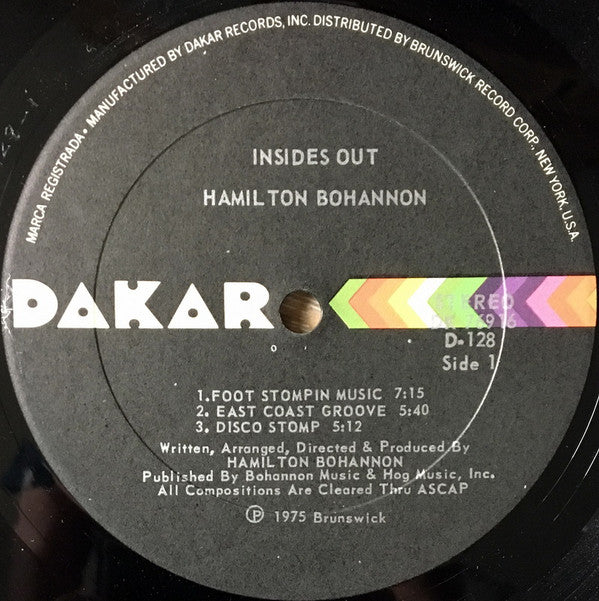 MARCA REGISTRADA • MANUFACTURED BY DAKAR RECORDS, INC. DISTRIBUTED BY BRUNSWICK RECORD CORP., NEW YORK, U.S.A.
INSIDES OUT
HAMILTON BOHANNON
DAKAR
STEREO
D-128
Side 1
1.FOOT STOMPIN MUSIC 7:15
2. EAST COAST GROOVE 5:40
3. DISCO STOMP 5:12
Written, Arranged, Directed & Produced By
HAMILTON BOHANNON
Published By Bohannon Music & Hog Music, Inc.
All Compositions Are Cleared Thru ASCAP
℗ 1975 Brunswick